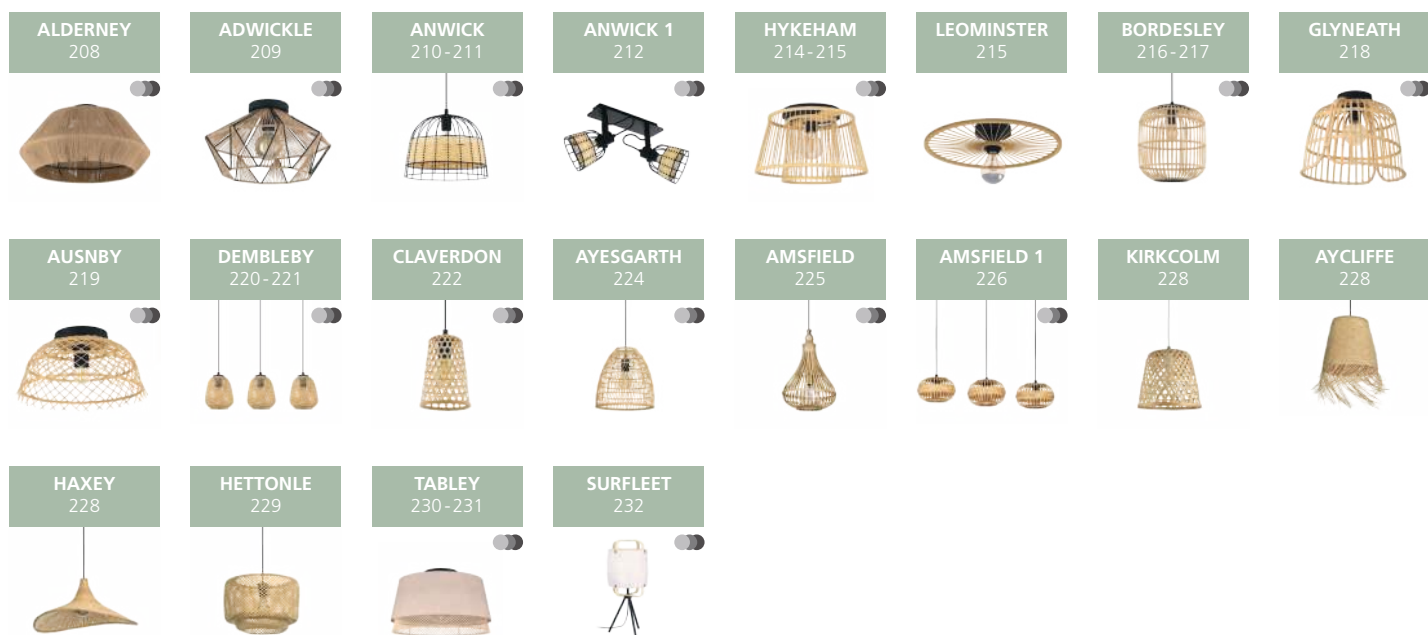 ALDERNEY
208
ADWICKLE
209
ANWICK
210-211
ANWICK 1
212
HYKEHAM
214-215
LEOMINSTER
215
BORDESLEY
216-217
GLYNEATH
218
AUSNBY
219
DEMBLEBY
220-221
CLAVERDON
222
AYESGARTH
224
AMSFIELD
225
AMSFIELD 1
226
KIRKCOLM
228
AYCLIFFE
228
HAXEY
228
HETTONLE
229
TABLEY
230-231
SURFLEET
232